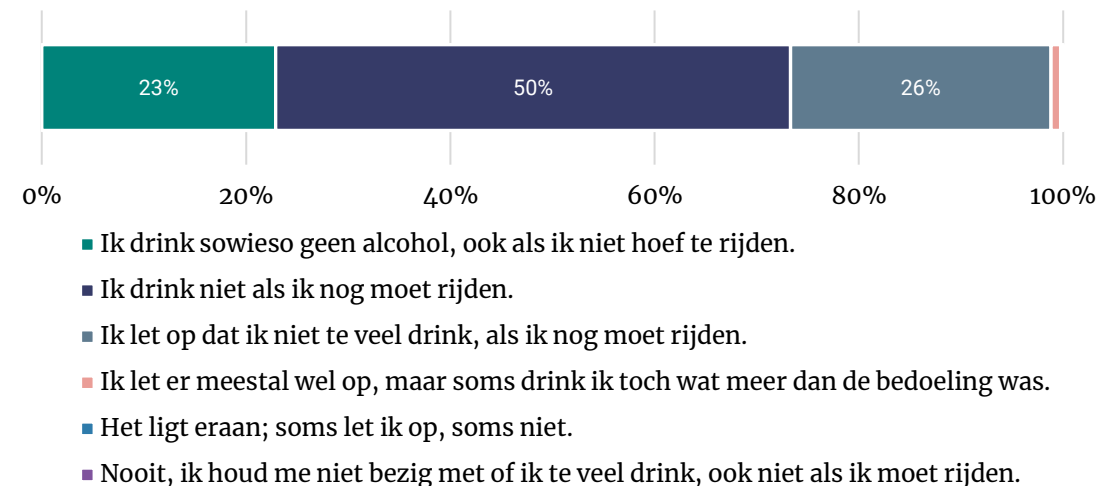 23% 50% 26%
0% 20% 40% 60% 80% 100%
Ik drink sowieso geen alcohol, ook als ik niet hoef te rijden.
Ik drink niet als ik nog moet rijden.
Ik let op dat ik niet te veel drink, als ik nog moet rijden.
Ik let er meestal wel op, maar soms drink ik toch wat meer dan de bedoeling was.
Het ligt eraan; soms let ik op, soms niet.
Nooit, ik houd me niet bezig met of ik te veel drink, ook niet als ik moet rijden.